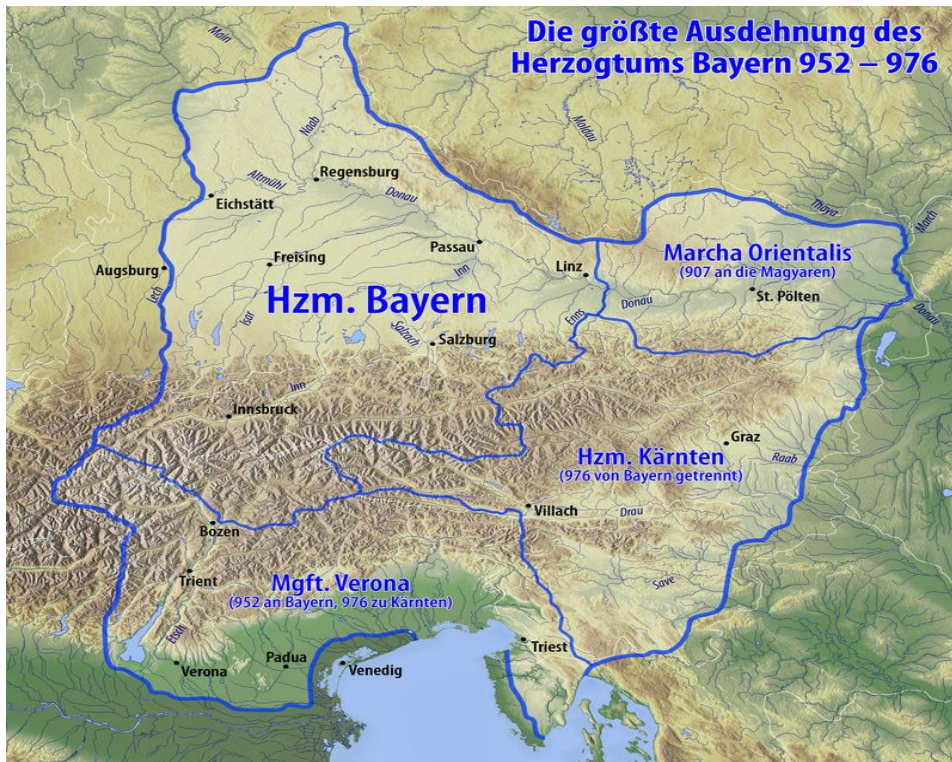 Die größte Ausdehnung des
Herzogtums Bayern 952 – 976
Main
Naab
Moldau
Regensburg
Altmühl
Donau
Eichstätt
Thaya
March
Passau
Marcha Orientalis
(907 an die Magyaren)
Freising
Augsburg
Linz
Inn
St. Pölten
Lech
Hzm. Bayern
Donau
Donau
Isar
Enns
Salzach
Salzburg
Inn
Innsbruck
Graz
Hzm. Kärnten
(976 von Bayern getrennt)
Raab
Villach
Drau
Bozen
Trient
Mgft. Verona
(952 an Bayern, 976 zu Kärnten)
Save
Etsch
Triest
Padua
Verona
Venedig